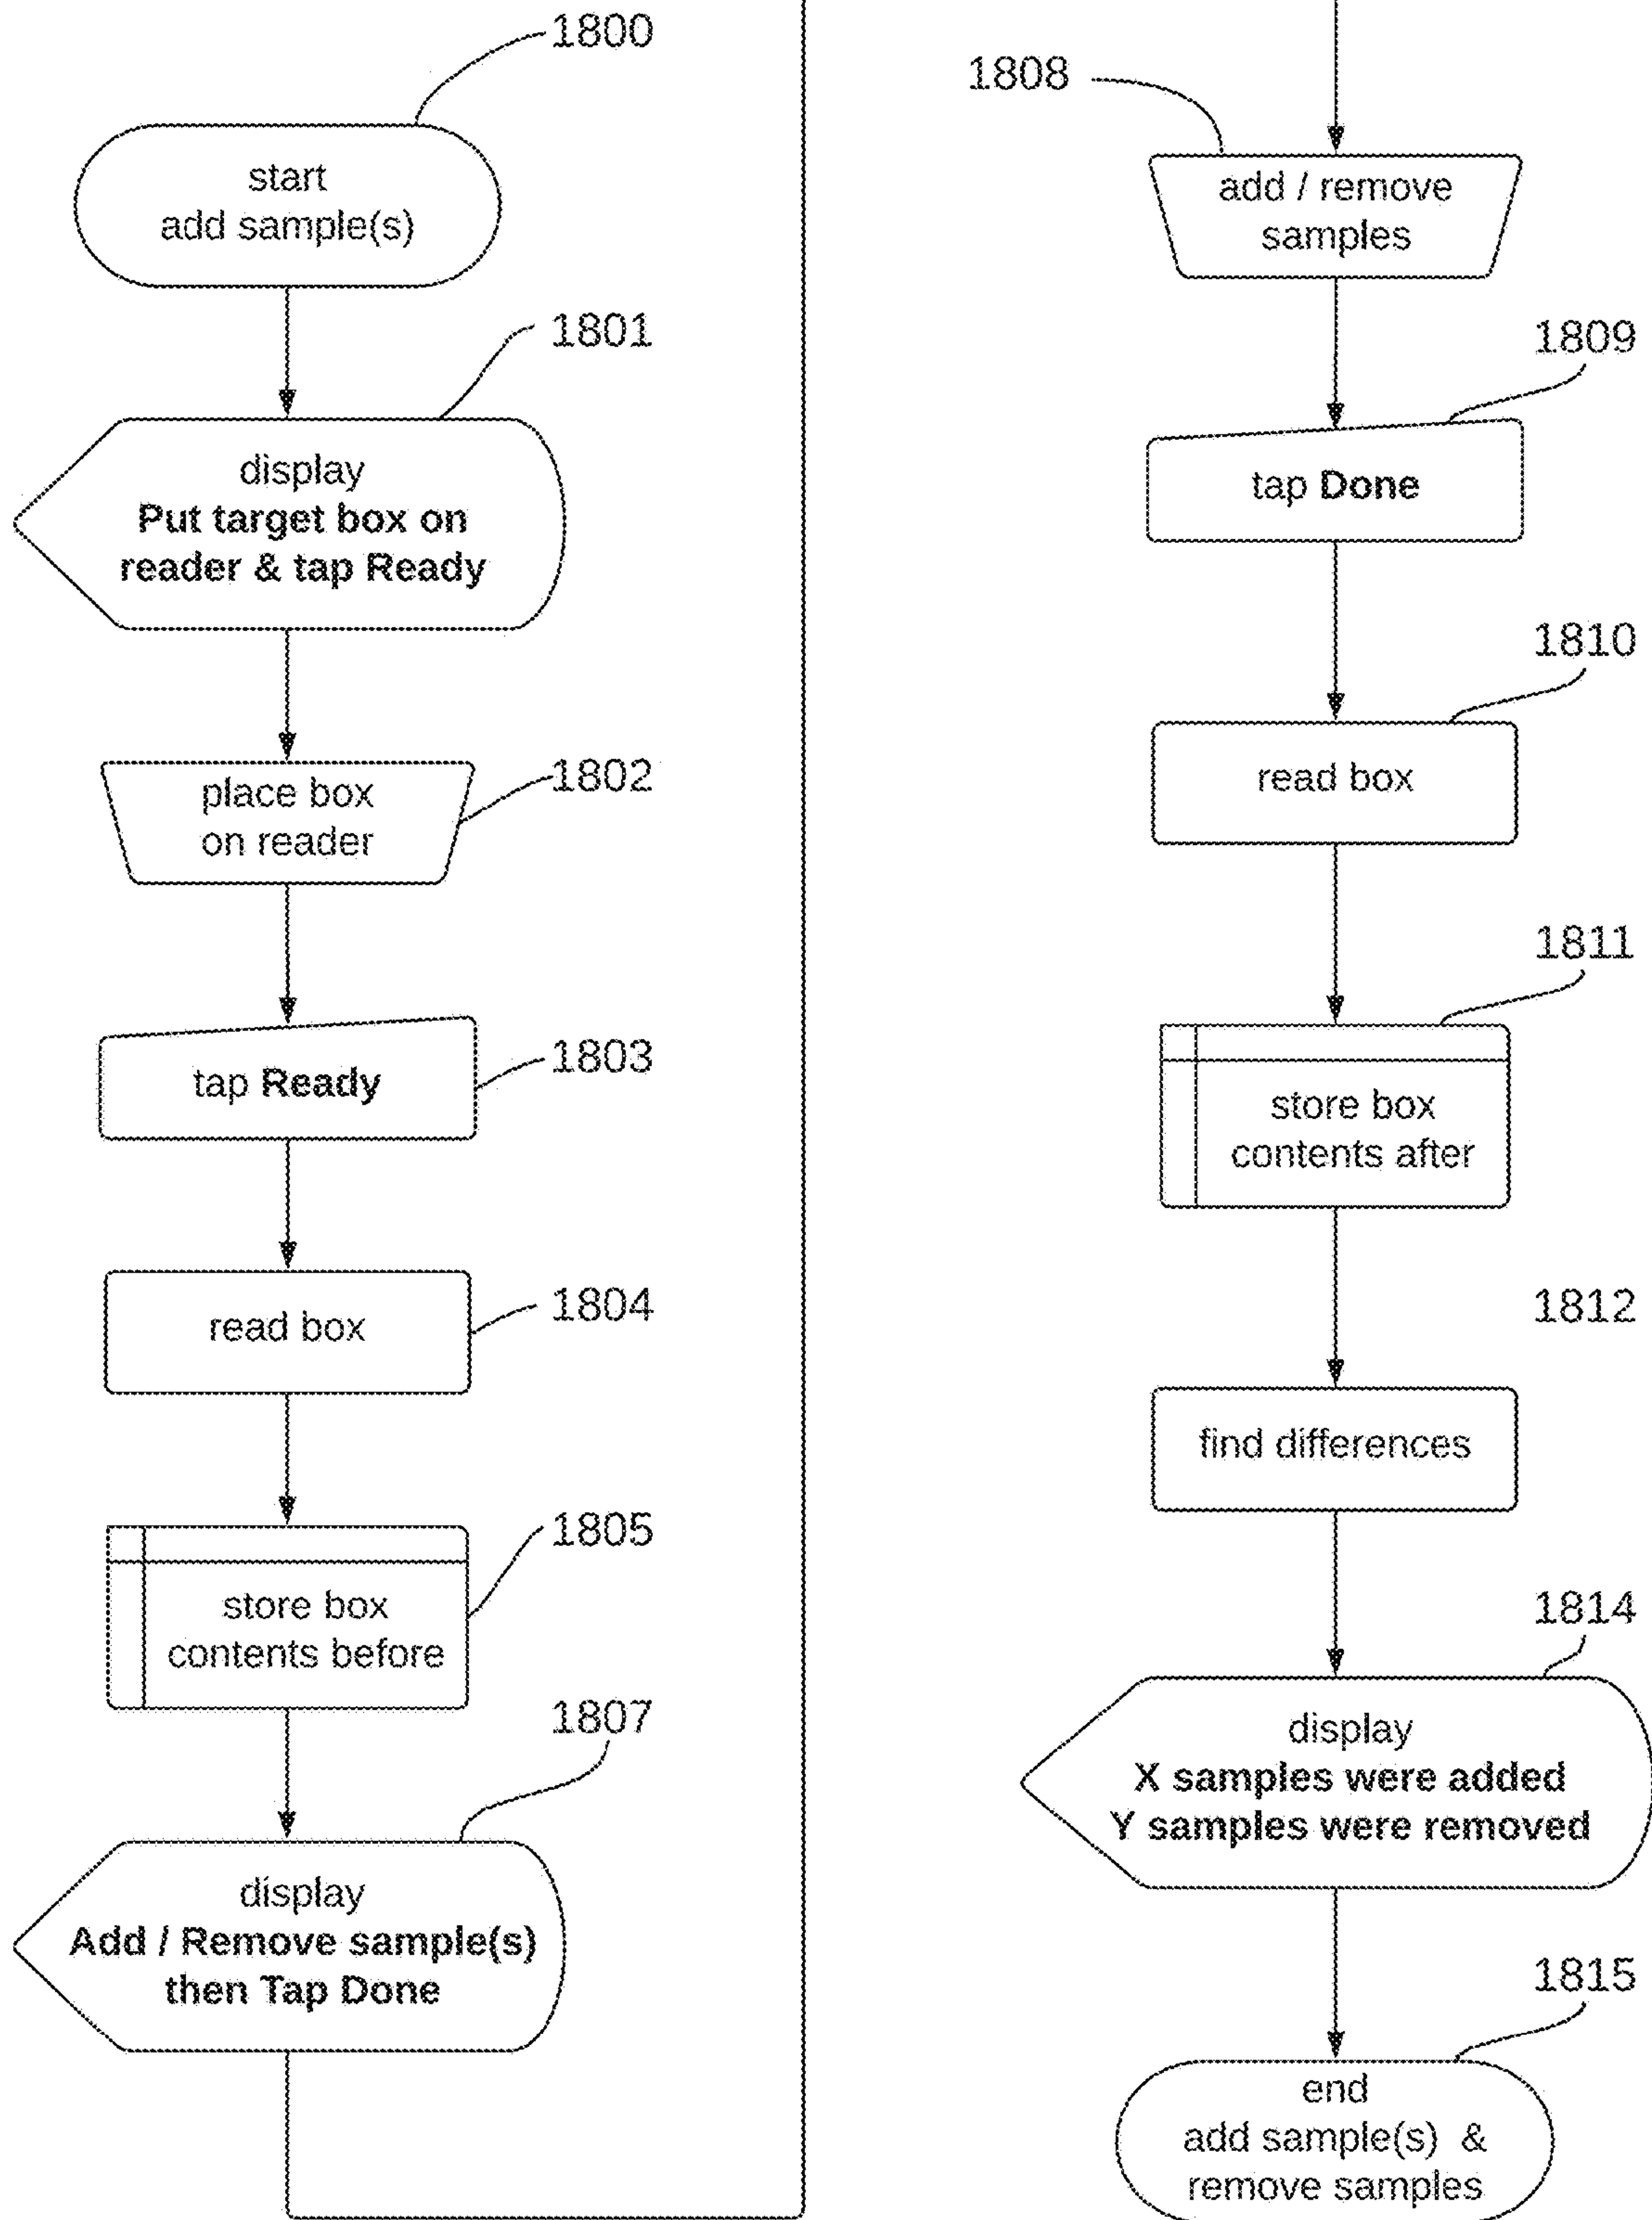 1800
start
add sample(s)
1801
display
Put target box on
reader & tap Ready
1802
place box
on reader
1803
tap Ready
1804
read box
1805
store box
contents before
1807
display
Add / Remove sample(s)
then Tap Done
1808
add / remove
samples
1809
tap Done
1810
read box
1811
store box
contents after
1812
find differences
1814
display
X samples were added
Y samples were removed
1815
end
add sample(s) &
remove samples